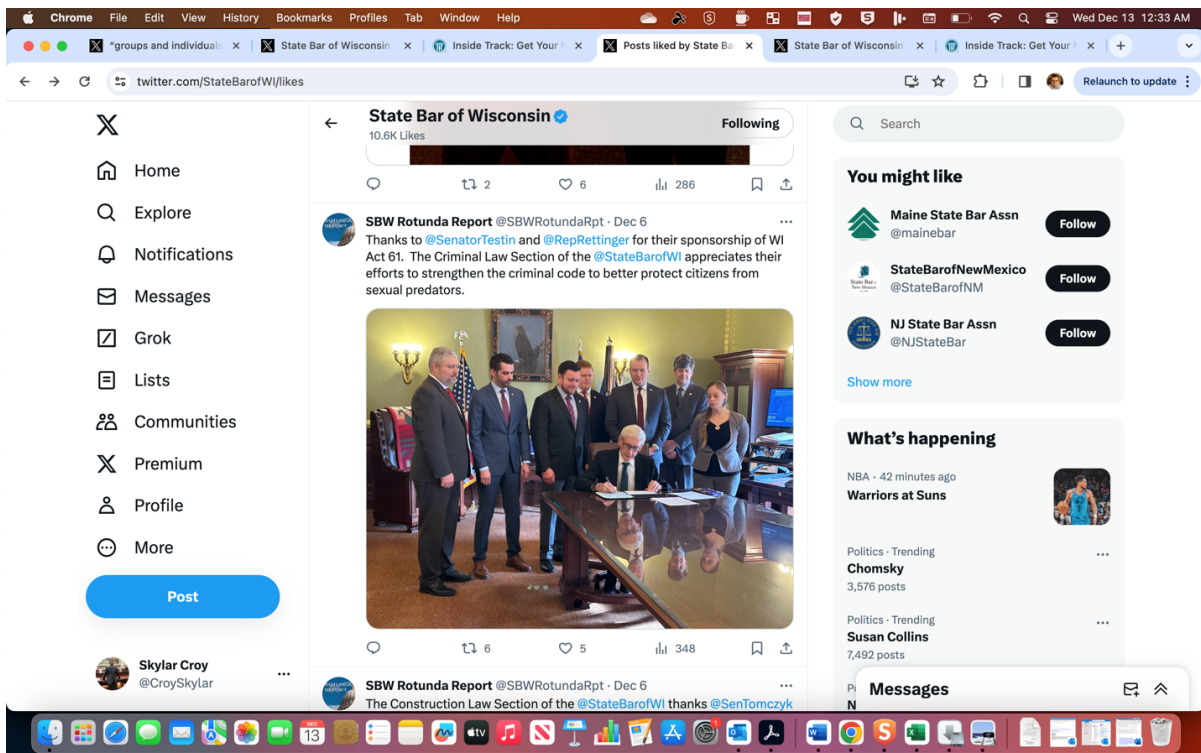 Chrome File Edit View History Bookmarks Profiles Tab Window Help
Wed Dec 13 12:33 AM
"groups and individuals
State Bar of Wisconsin
Inside Track: Get Your
Posts liked by State Ba
State Bar of Wisconsin
Inside Track: Get Your
twitter.com/StateBarofWI/likes
Relaunch to update
Home
Explore
Notifications
Messages
Grok
Lists
Communities
Premium
Profile
More
Post
Skylar Croy
@CroySkylar
State Bar of Wisconsin
10.6K Likes
Following
2 6 286
SBW Rotunda Report @SBWRotundaRpt · Dec 6
Thanks to @SenatorTestin and @RepRettinger for their sponsorship of WI
Act 61. The Criminal Law Section of the @StateBarofWI appreciates their
efforts to strengthen the criminal code to better protect citizens from
sexual predators.
6 5 348
SBW Rotunda Report @SBWRotundaRpt · Dec 6
The Construction Law Section of the @StateBarofWI thanks @SenTomczyk
Search
You might like
Maine State Bar Assn
@mainebar
Follow
StateBarofNewMexico
@StateBarofNM
Follow
NJ State Bar Assn
@NJStateBar
Follow
Show more
What's happening
NBA · 42 minutes ago
Warriors at Suns
Politics · Trending
Chomsky
3,576 posts
Politics · Trending
Susan Collins
7,492 posts
Messages
DEC
13
tv
1